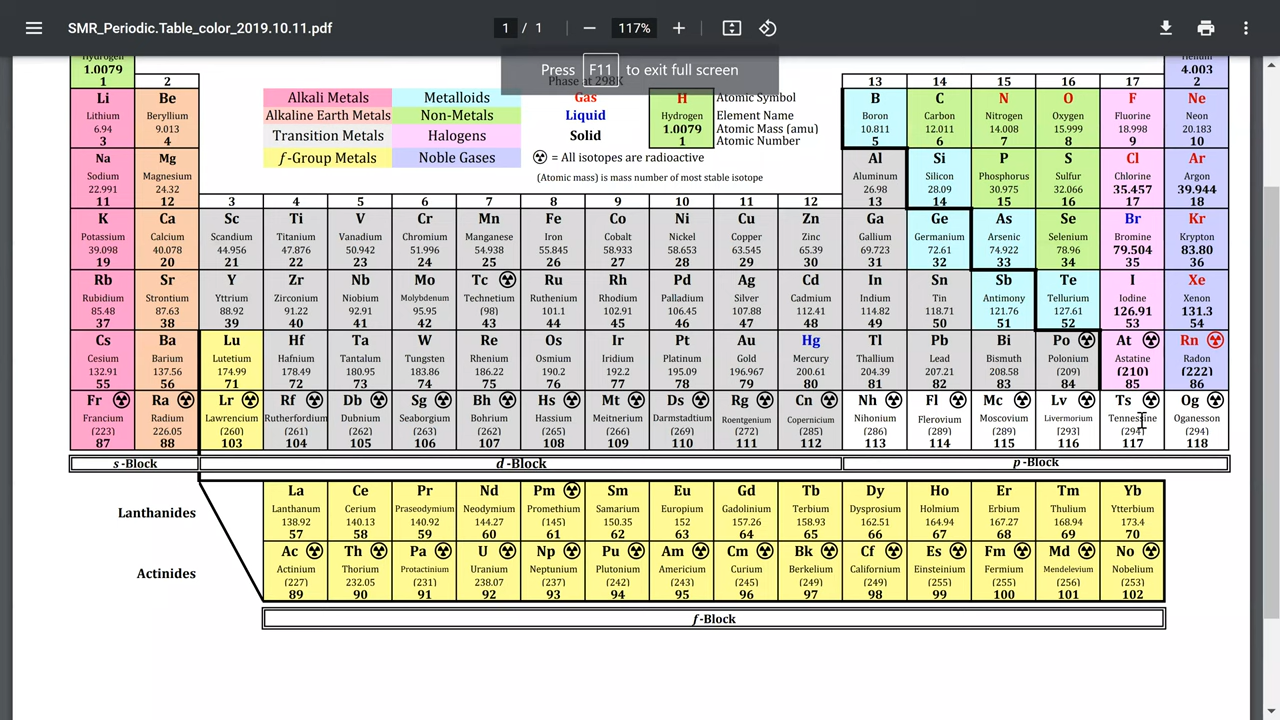 SMR_Periodic.Table_color_2019.10.11.pdf
1 / 1
117%
Press F11 to exit full screen
Hydrogen
1.0079
1
2
Phase at 298K
13 14 15 16 17
Helium
4.003
2
Alkali Metals Metalloids Gas H Atomic Symbol
Alkaline Earth Metals Non-Metals Liquid Hydrogen Element Name
Transition Metals Halogens Solid 1.0079 Atomic Mass (amu)
1 Atomic Number
f-Group Metals Noble Gases = All isotopes are radioactive
(Atomic mass) is mass number of most stable isotope
Li Be B C N O F Ne
Lithium Beryllium Boron Carbon Nitrogen Oxygen Fluorine Neon
6.94 9.013 10.811 12.011 14.008 15.999 18.998 20.183
3 4 5 6 7 8 9 10
Na Mg Al Si P S Cl Ar
Sodium Magnesium Aluminum Silicon Phosphorus Sulfur Chlorine Argon
22.991 24.32 26.98 28.09 30.975 32.066 35.457 39.944
11 12 13 14 15 16 17 18
3 4 5 6 7 8 9 10 11 12
K Ca Sc Ti V Cr Mn Fe Co Ni Cu Zn Ga Ge As Se Br Kr
Potassium Calcium Scandium Titanium Vanadium Chromium Manganese Iron Cobalt Nickel Copper Zinc Gallium Germanium Arsenic Selenium Bromine Krypton
39.098 40.078 44.956 47.876 50.942 51.996 54.938 55.845 58.933 58.653 63.545 65.39 69.723 72.61 74.922 78.96 79.504 83.80
19 20 21 22 23 24 25 26 27 28 29 30 31 32 33 34 35 36
Rb Sr Y Zr Nb Mo Tc Ru Rh Pd Ag Cd In Sn Sb Te I Xe
Rubidium Strontium Yttrium Zirconium Niobium Molybdenum Technetium Ruthenium Rhodium Palladium Silver Cadmium Indium Tin Antimony Tellurium Iodine Xenon
85.48 87.63 88.92 91.22 92.91 95.95 (98) 101.1 102.91 106.45 107.88 112.41 114.82 118.71 121.76 127.61 126.91 131.3
37 38 39 40 41 42 43 44 45 46 47 48 49 50 51 52 53 54
Cs Ba Lu Hf Ta W Re Os Ir Pt Au Hg Tl Pb Bi Po At Rn
Cesium Barium Lutetium Hafnium Tantalum Tungsten Rhenium Osmium Iridium Platinum Gold Mercury Thallium Lead Bismuth Polonium Astatine Radon
132.91 137.56 174.99 178.49 180.95 183.86 186.22 190.2 192.2 195.09 196.967 200.61 204.39 207.21 208.58 (209) (210) (222)
55 56 71 72 73 74 75 76 77 78 79 80 81 82 83 84 85 86
Fr Ra Lr Rf Db Sg Bh Hs Mt Ds Rg Cn Nh Fl Mc Lv Ts Og
Francium Radium Lawrencium Rutherfordium Dubnium Seaborgium Bohrium Hassium Meitnerium Darmstadtium Roentgenium Copernicium Nihonium Flerovium Moscovium Livermorium Tennessine Oganesson
(223) 226.05 (260) (261) (262) (263) (262) (265) (266) (269) (272) (285) (286) (289) (289) (293) (294) (294)
87 88 103 104 105 106 107 108 109 110 111 112 113 114 115 116 117 118
s-Block d-Block p-Block
La Ce Pr Nd Pm Sm Eu Gd Tb Dy Ho Er Tm Yb
Lanthanides Lanthanum Cerium Praseodymium Neodymium Promethium Samarium Europium Gadolinium Terbium Dysprosium Holmium Erbium Thulium Ytterbium
138.92 140.13 140.92 144.27 (145) 150.35 152 157.26 158.93 162.51 164.94 167.27 168.94 173.4
57 58 59 60 61 62 63 64 65 66 67 68 69 70
Ac Th Pa U Np Pu Am Cm Bk Cf Es Fm Md No
Actinides Actinium Thorium Protactinium Uranium Neptunium Plutonium Americium Curium Berkelium Californium Einsteinium Fermium Mendelevium Nobelium
(227) 232.05 (231) 238.07 (237) (242) (243) (245) (249) (249) (255) (255) (256) (253)
89 90 91 92 93 94 95 96 97 98 99 100 101 102
f-Block